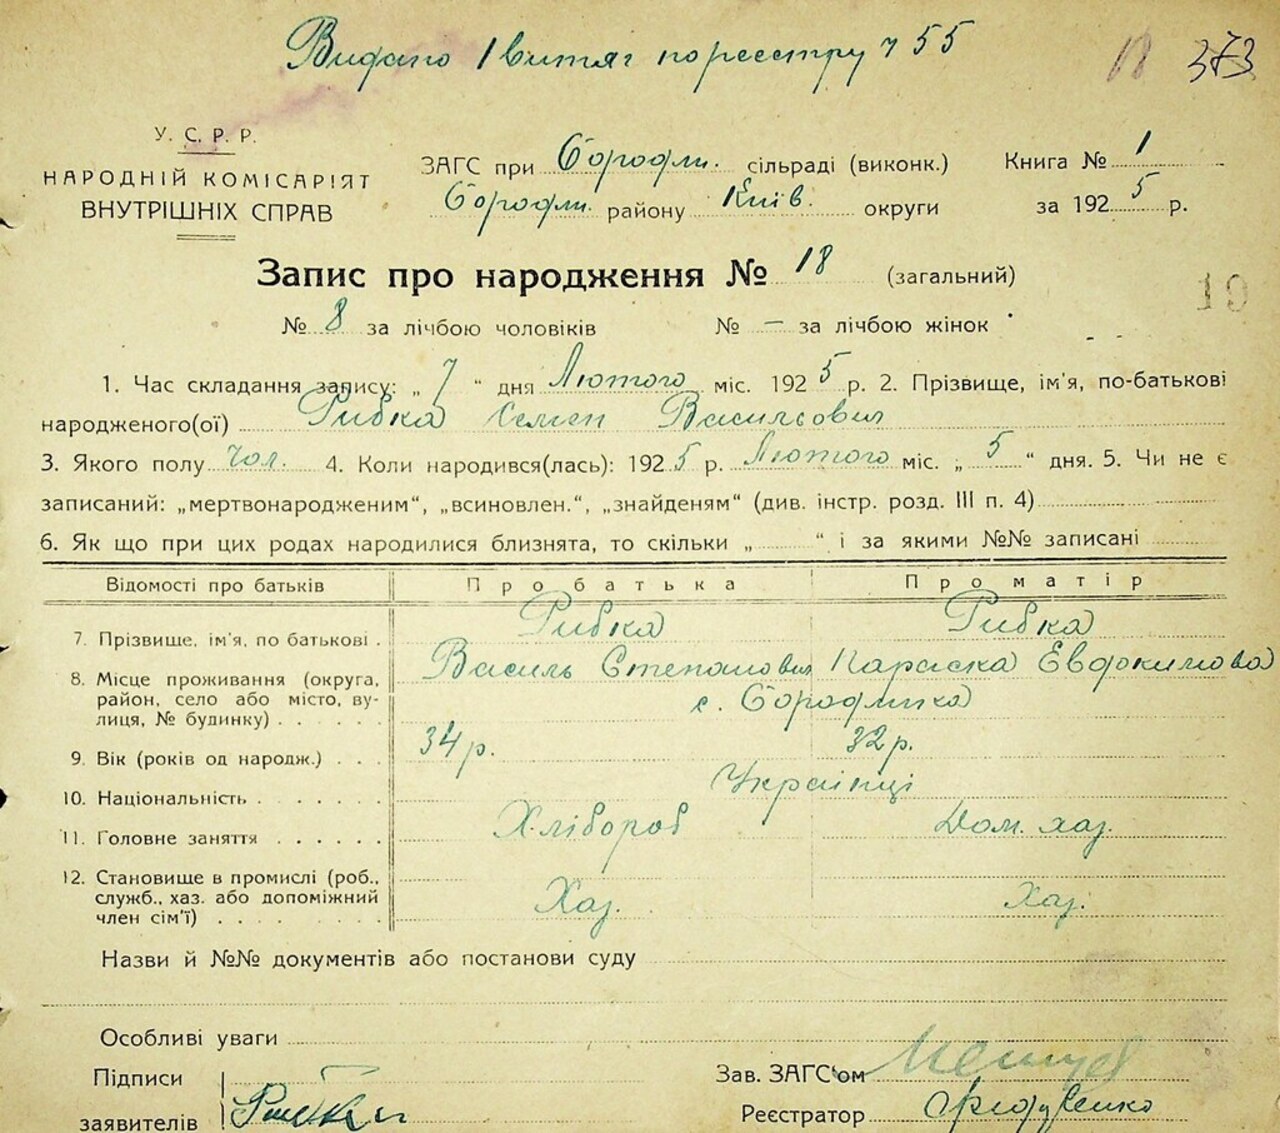 Видано 1 витяг по реєстру ч 55 18 373
У. С. Р. Р.
НАРОДНІЙ КОМІСАРІЯТ
ВНУТРІШНІХ СПРАВ
ЗАГС при Бородян. сільраді (виконк.)
Бородян. району Київ. округи
Книга № 1
за 1925 р.
Запис про народження № 18 (загальний)
19
№ 8 за лічбою чоловіків № — за лічбою жінок
1. Час складання запису: „ 7 " дня Лютого міс. 1925 р. 2. Прізвище, ім'я, по-батькові
народженого(ої) Рибка Семен Васильович
3. Якого полу чол. 4. Коли народився(лась): 1925 р. Лютого міс. „ 5 " дня. 5. Чи не є
записаний: „мертвонародженим", „всиновлен.", „знайденям" (див. інстр. розд. III п. 4)
6. Як що при цих родах народилися близнята, то скільки „ " і за якими №№ записані
Відомості про батьків Про батька Про матір
7. Прізвище, ім'я, по батькові . Рибка Рибка
Василь Степанович Параска Евдокимова
8. Місце проживання (округа,
район, село або місто, ву-
лиця, № будинку) . . . . . с. Бородянка
9. Вік (років од народж.) . . . 34 р. 32 р.
10. Національність . . . . . . . Українці
11. Головне заняття . . . . . . Хлібороб Дом. хаз.
12. Становище в промислі (роб.,
служб., хаз. або допоміжний
член сім'ї) . . . . . . . . Хаз. Хаз.
Назви й №№ документів або постанови суду
Особливі уваги
Підписи
заявителів
Зав. ЗАГС'ом
Реєстратор